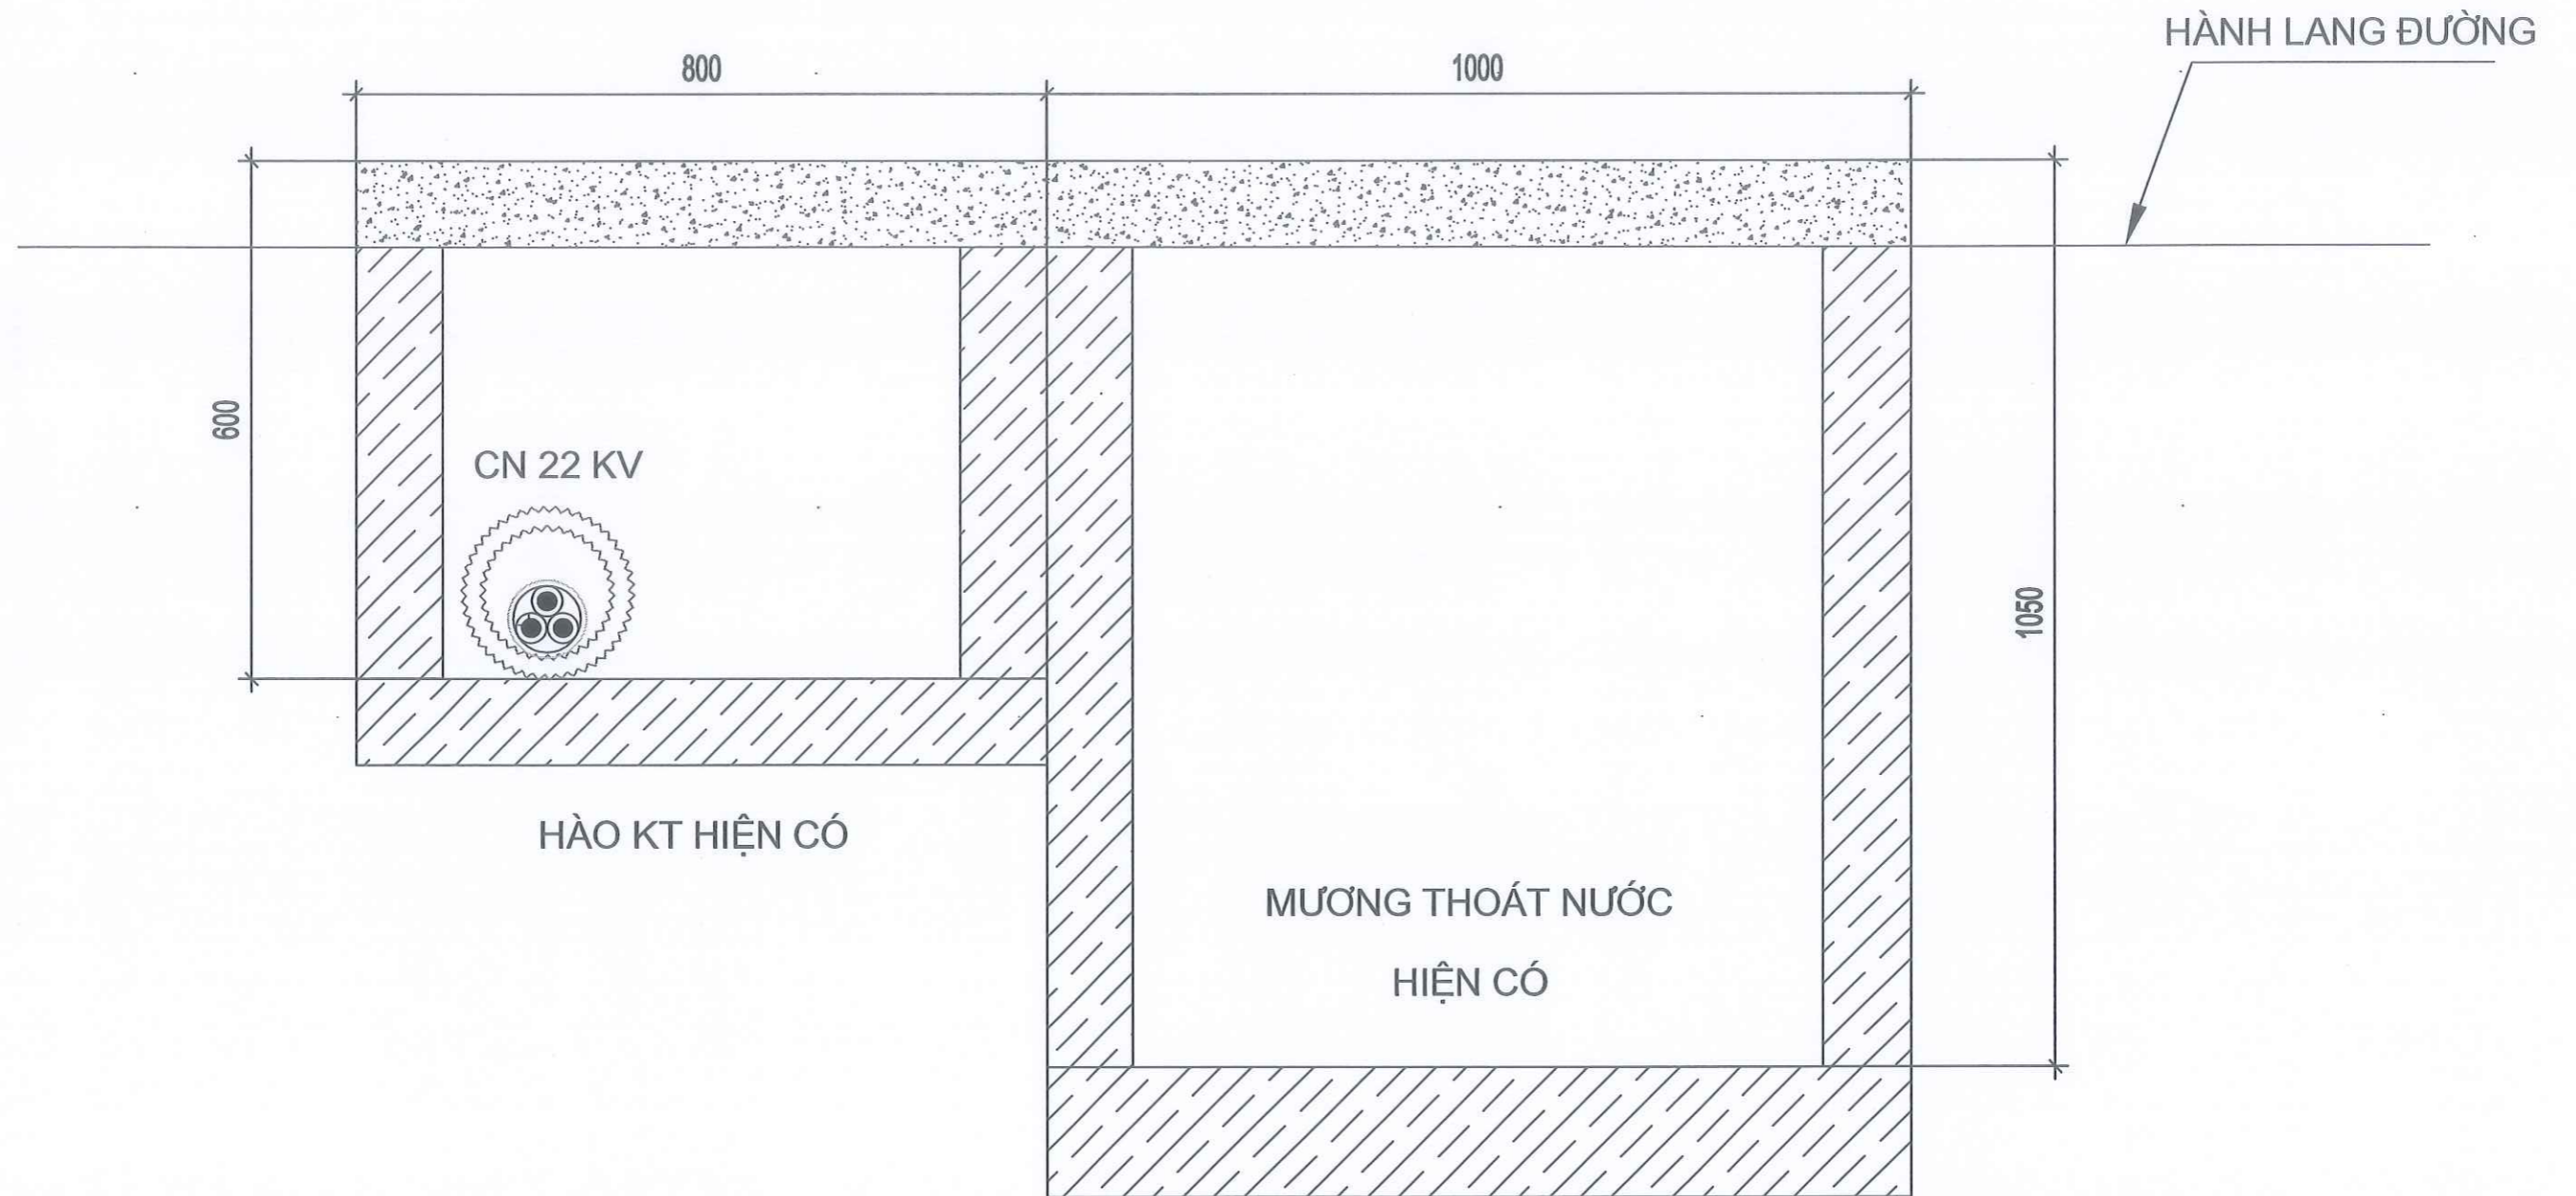 HÀNH LANG ĐƯỜNG
800
1000
600
CN 22 KV
1050
HÀO KT HIỆN CÓ
MƯƠNG THOÁT NƯỚC
HIỆN CÓ